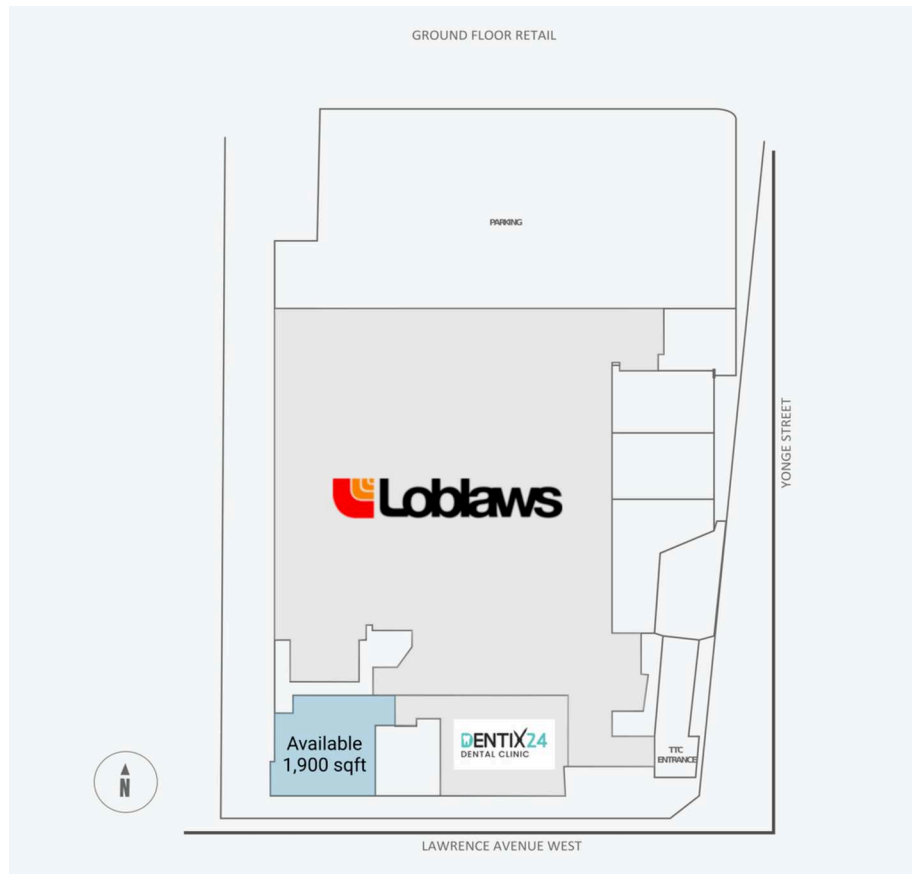 GROUND FLOOR RETAIL
PARKING
YONGE STREET
Loblaws
Available
1,900 sqft
DENTIX24
DENTAL CLINIC
TTC
ENTRANCE
N
LAWRENCE AVENUE WEST